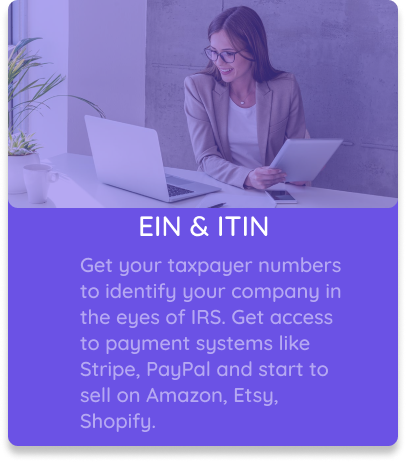 EIN & ITIN
Get your taxpayer numbers
to identify your company in
the eyes of IRS. Get access
to payment systems like
Stripe, PayPal and start to
sell on Amazon, Etsy,
Shopify.